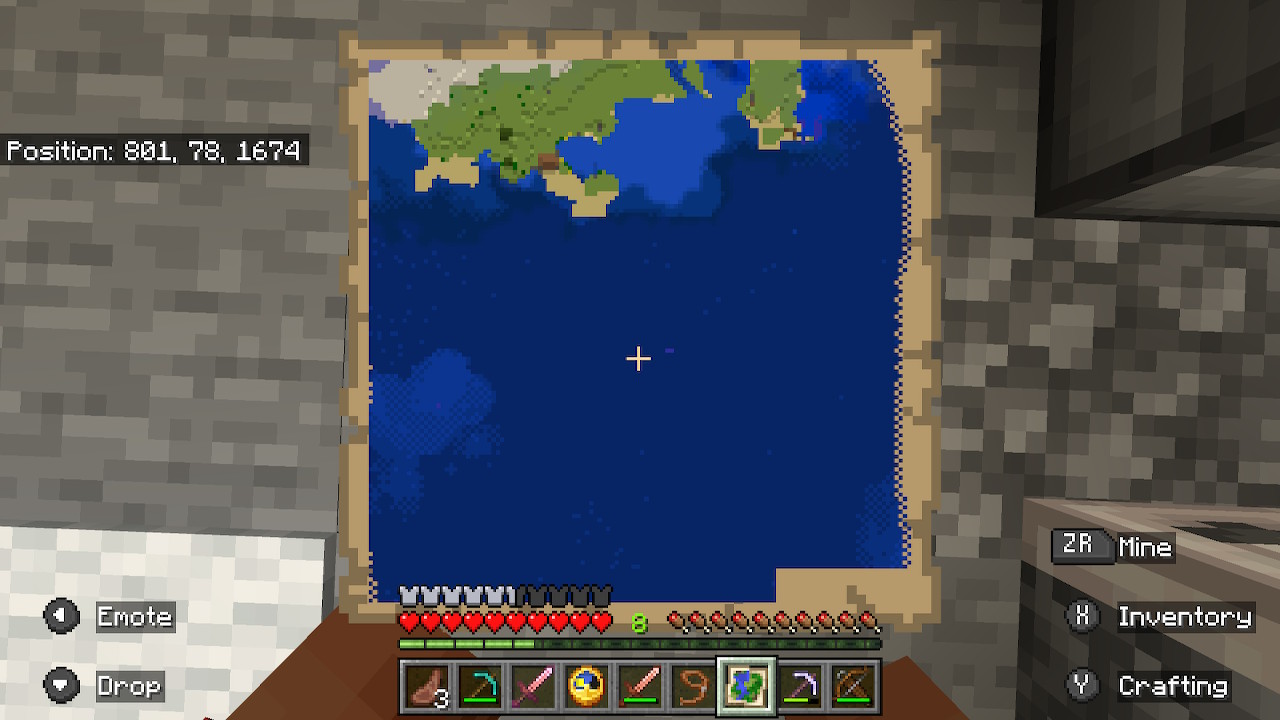 Position: 801, 78, 1674
ZR Mine
Emote
X Inventory
8
Drop
Y Crafting
3